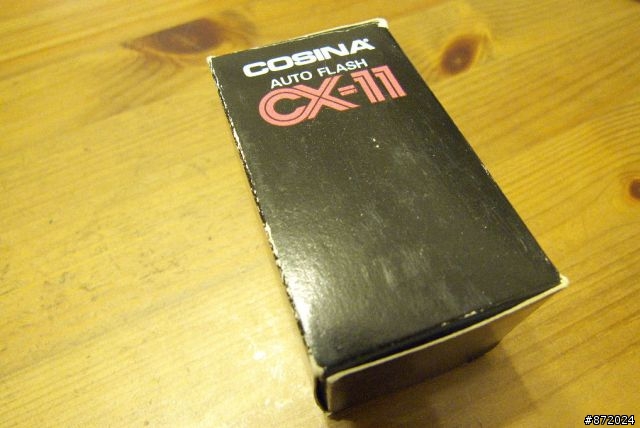 COSINA
AUTO FLASH
CX-11
#872024